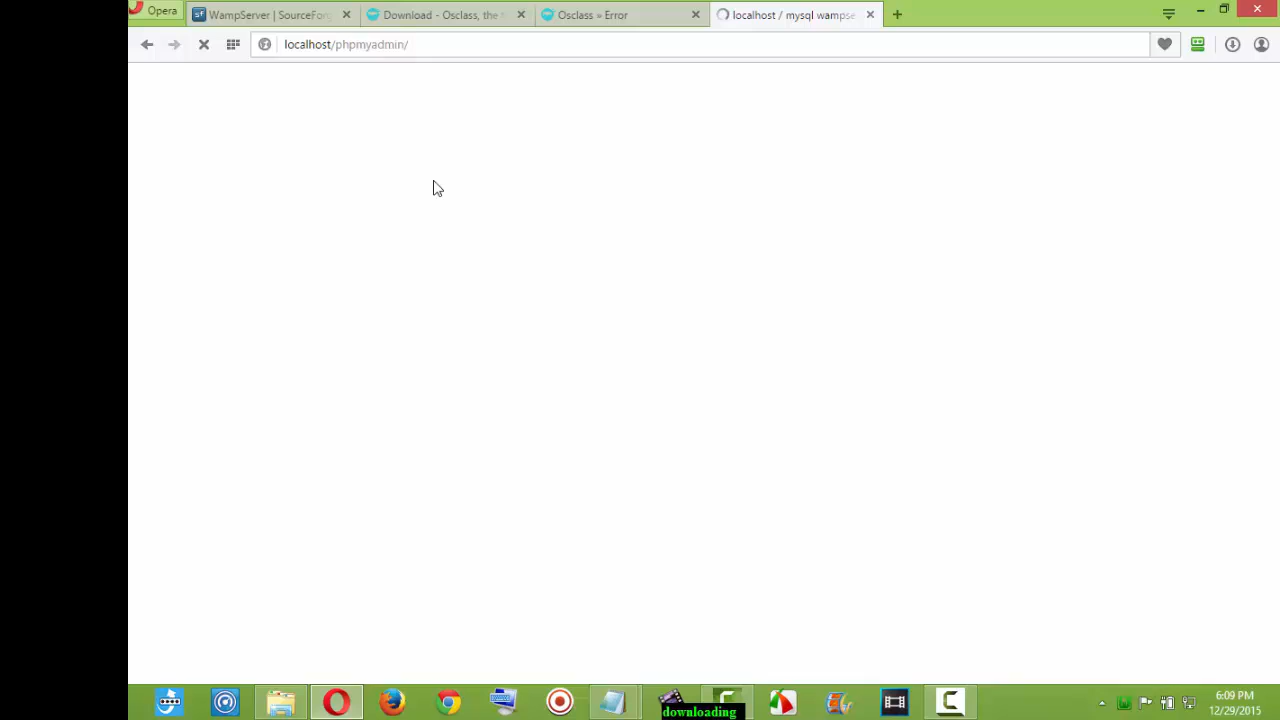 Opera
WampServer | SourceFor
Download - Osclass, the
Osclass » Error
localhost / mysql wampse
localhost/phpmyadmin/
downloading
6:09 PM
12/29/2015